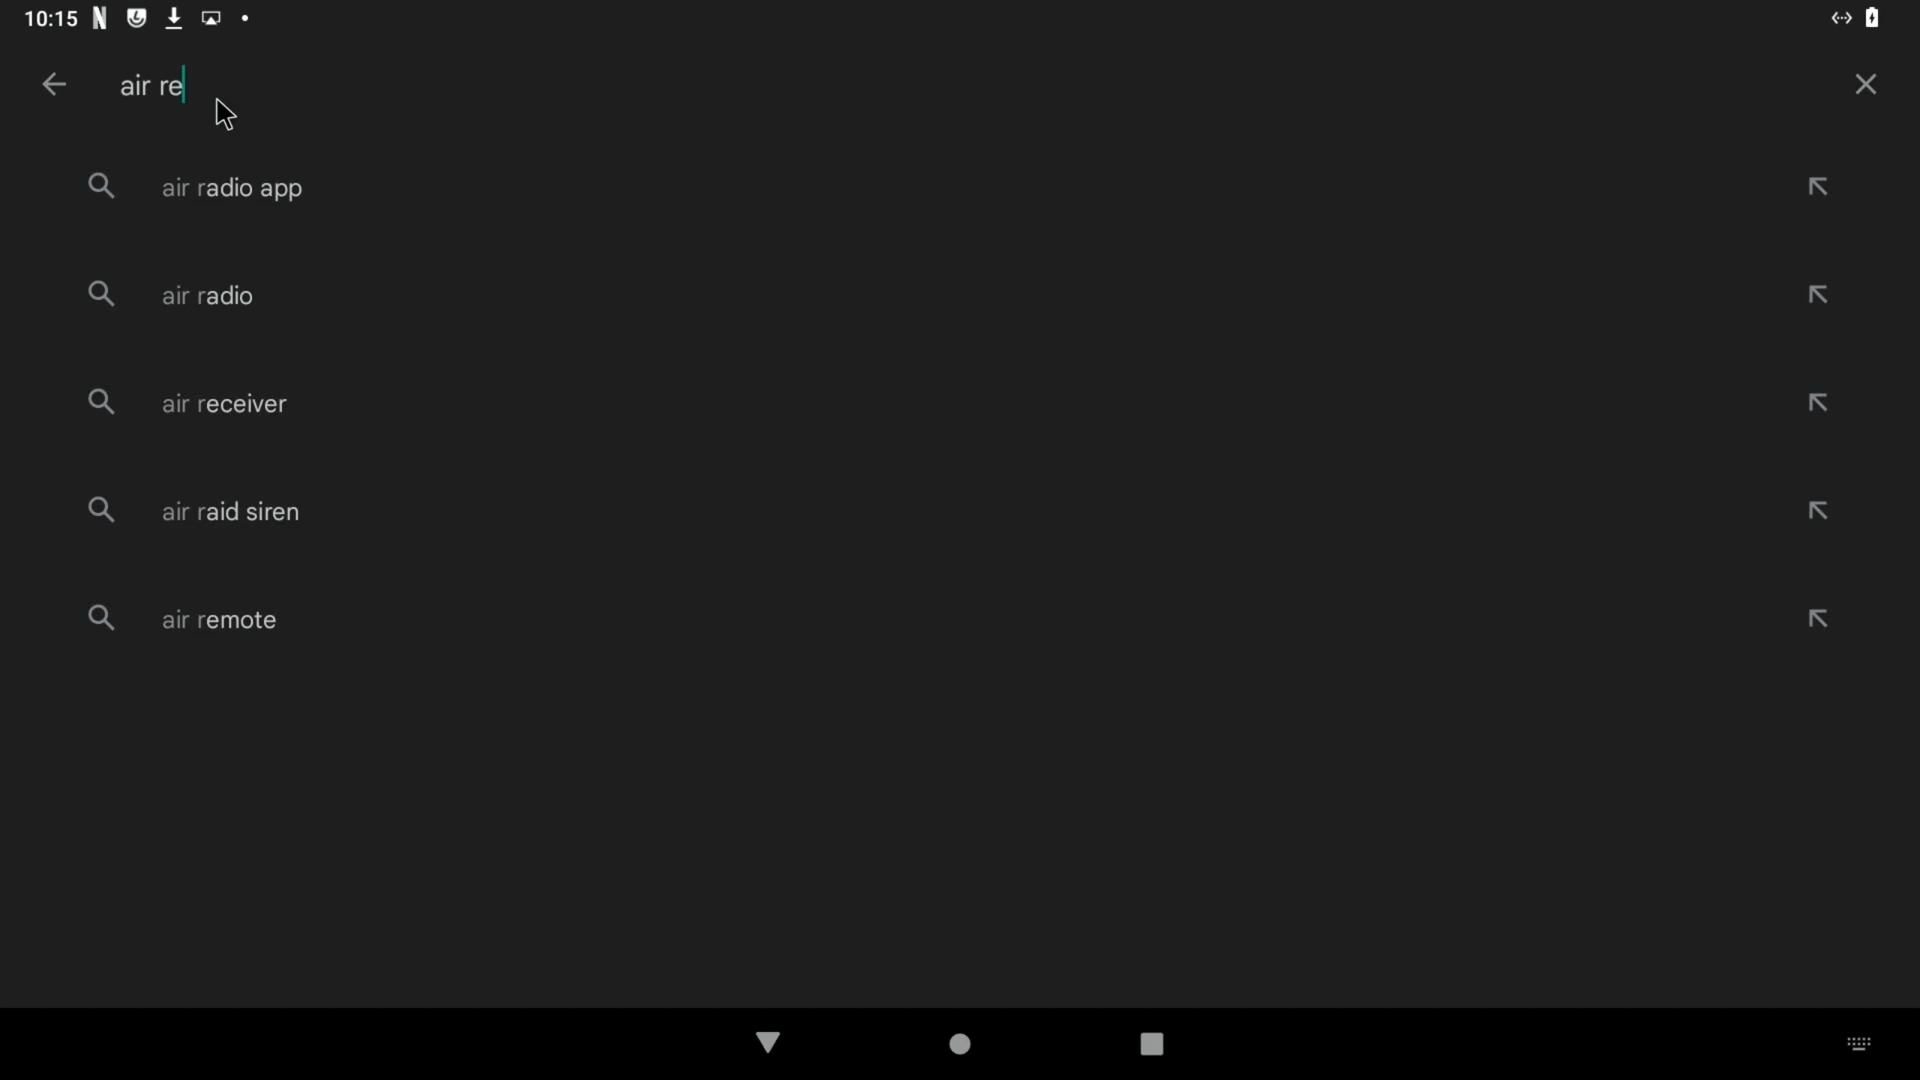 10:15
air re
air radio app
air radio
air receiver
air raid siren
air remote